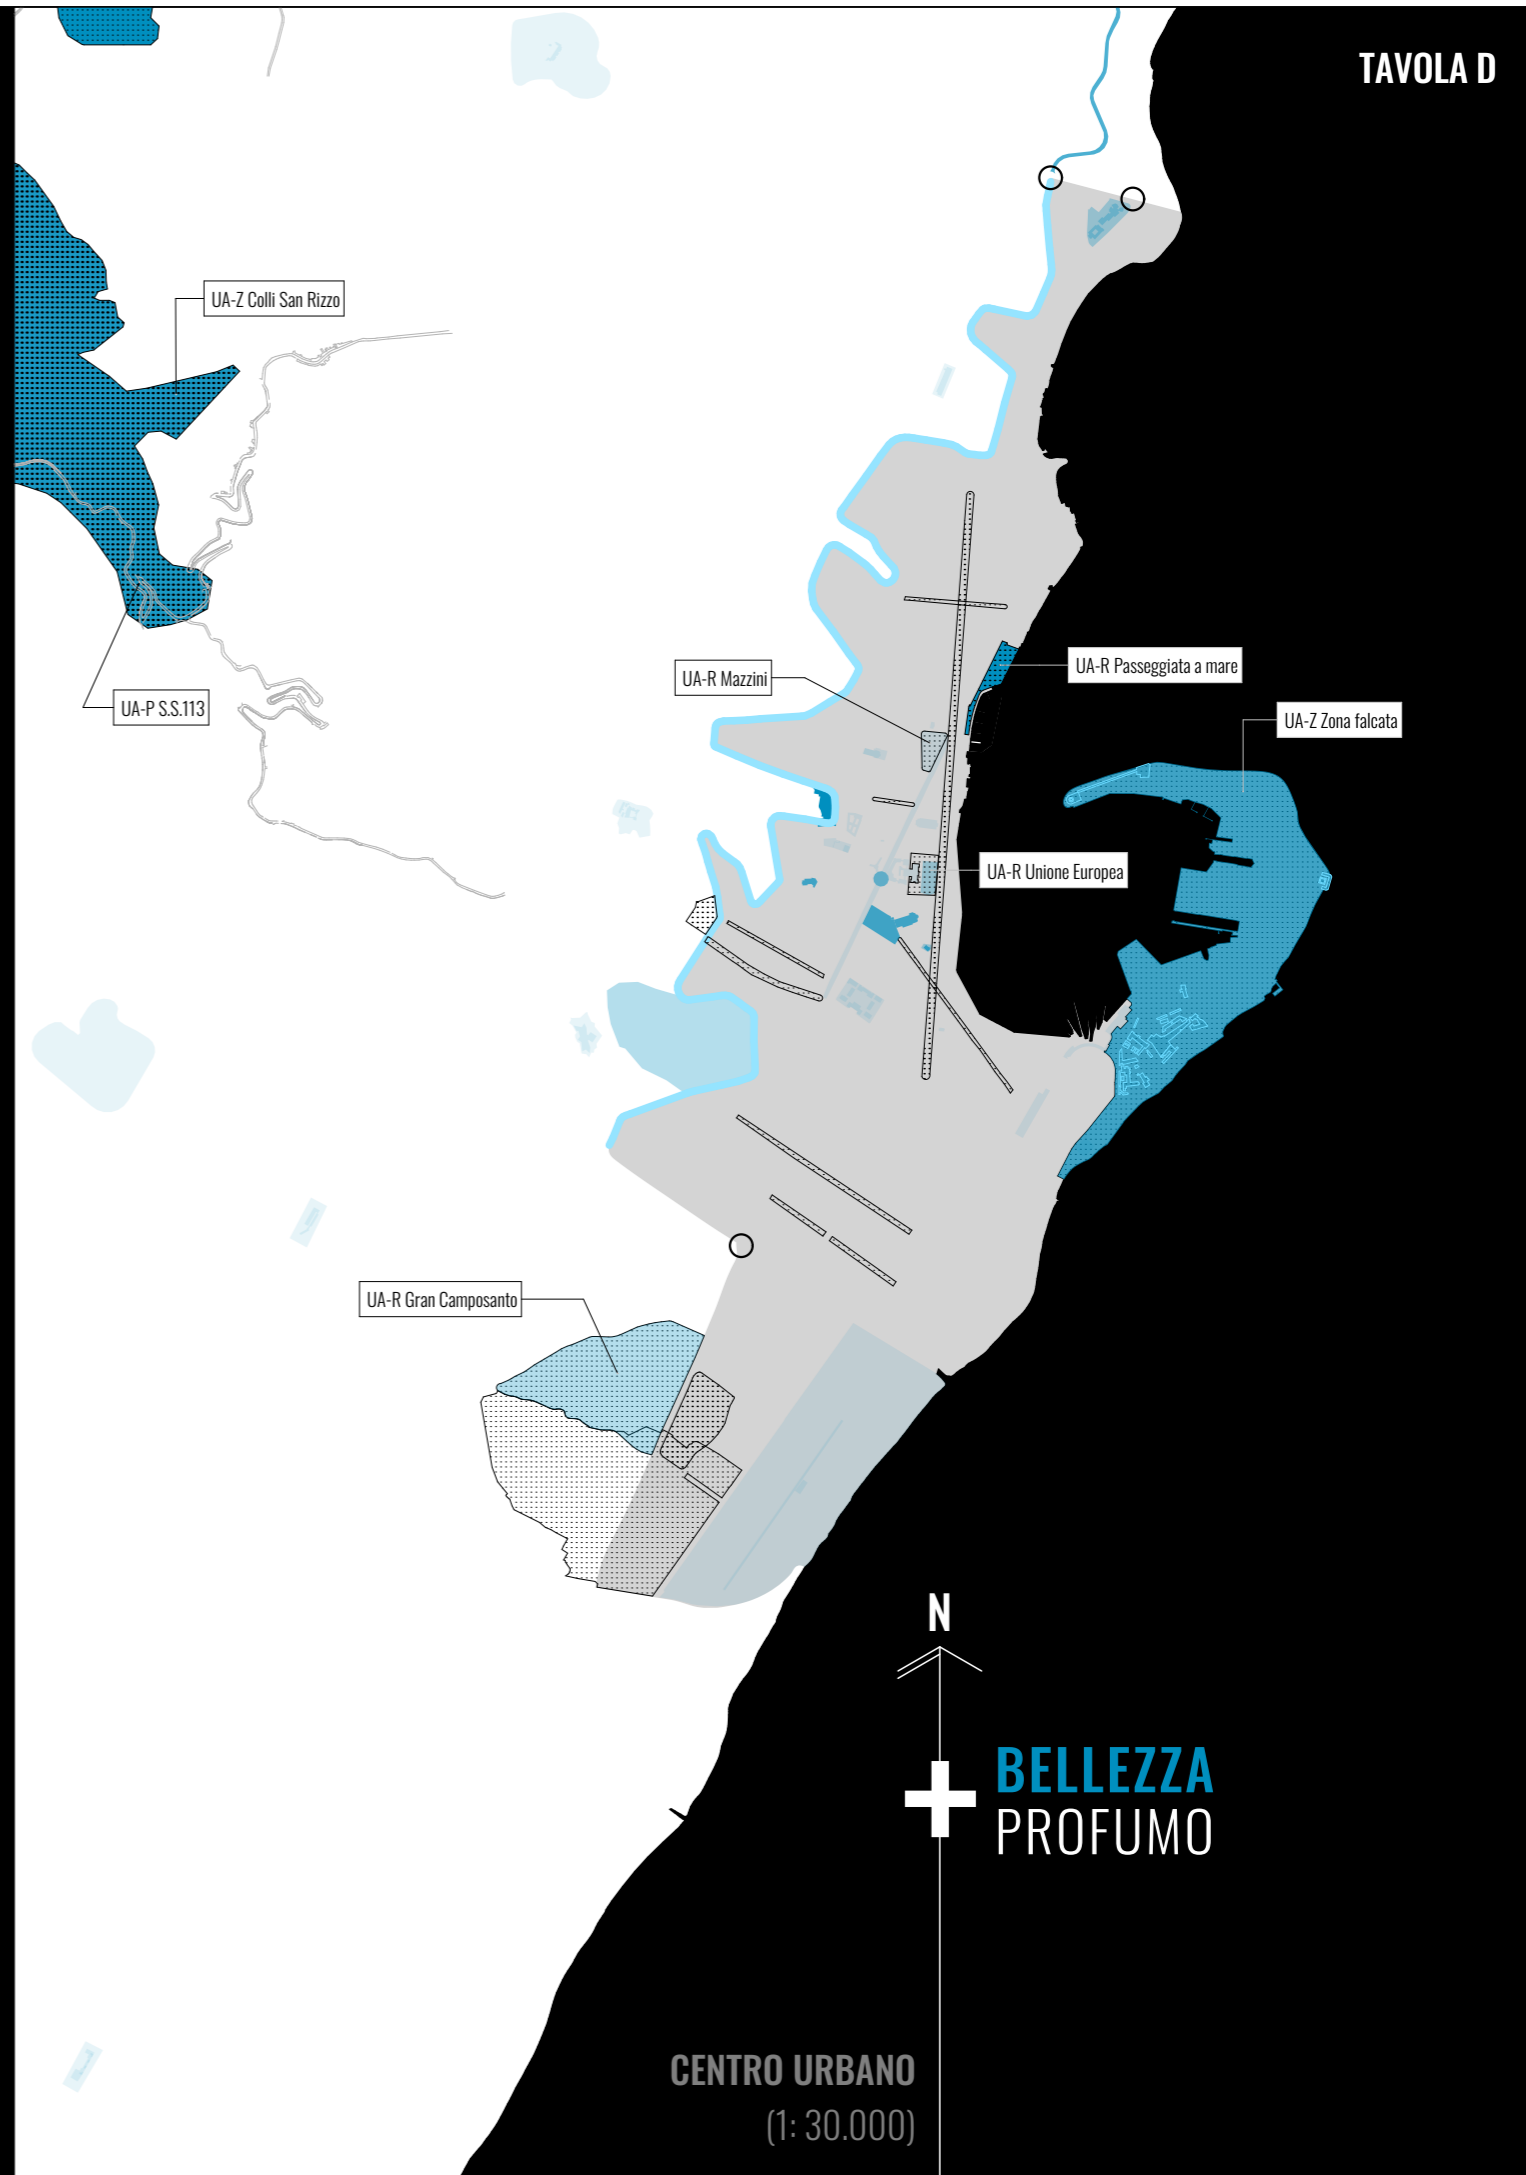 TAVOLA D
UA-Z Colli San Rizzo
UA-R Passeggiata a mare
UA-R Mazzini
UA-P S.S.113
UA-Z Zona falcata
UA-R Unione Europea
UA-R Gran Camposanto
N
BELLEZZA
PROFUMO
CENTRO URBANO
(1: 30.000)